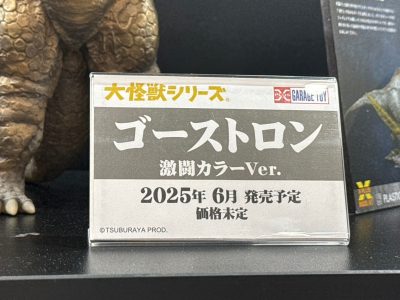 大怪獣シリーズ®
GARAGE TOY
ゴーストロン
激闘カラーVer.
2025年 6月 発売予定
価格未定
©TSUBURAYA PROD.
PLASTIC